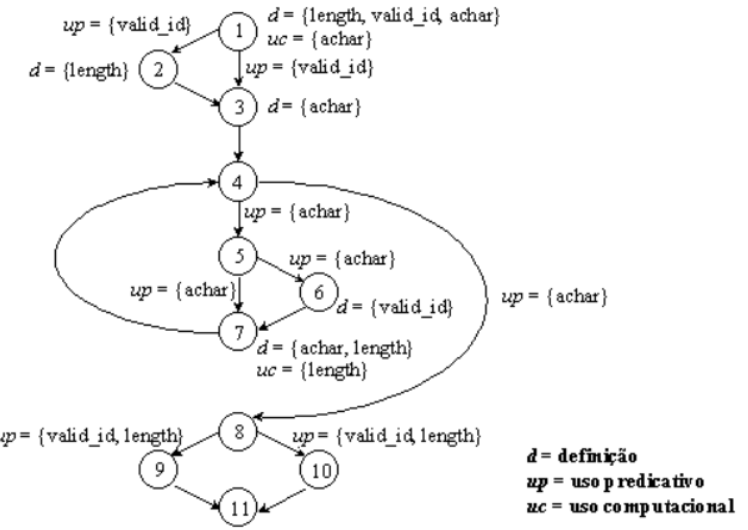 d = {length, valid_id, achar}
up = {valid_id}
1
uc = {achar}
d = {length}
2
up = {valid_id}
3
d = {achar}
4
up = {achar}
5
up = {achar}
up = {achar}
6
up = {achar}
d = {valid_id}
7
d = {achar, length}
uc = {length}
up = {valid_id, length}
8
up = {valid_id, length}
9
10
d = definição
up = uso predicativo
11
uc = uso computacional